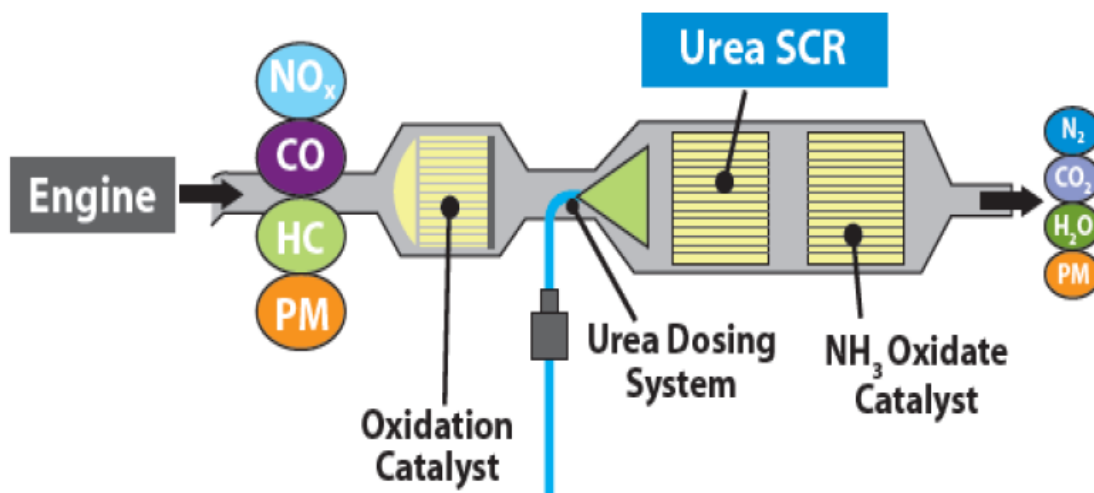 Urea SCR
NOₓ
CO
HC
PM
Engine
N₂
CO₂
H₂O
PM
Oxidation
Catalyst
Urea Dosing
System
NH₃ Oxidate
Catalyst